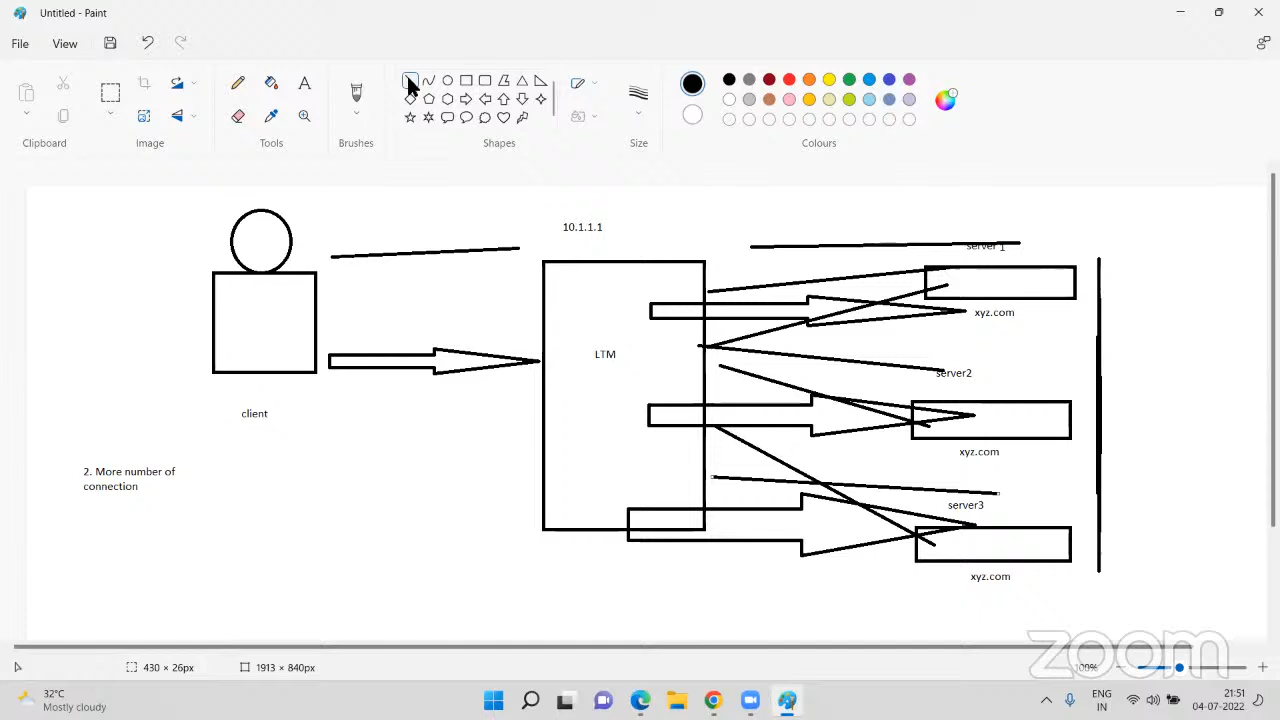 Untitled - Paint
File
View
Clipboard
Image
Tools
Brushes
Shapes
Size
Colours
10.1.1.1
server 1
xyz.com
LTM
server2
client
xyz.com
2. More number of
connection
server3
xyz.com
zoom
430 × 26px
1913 × 840px
100%
32°C
Mostly cloudy
ENG
IN
21:51
04-07-2022